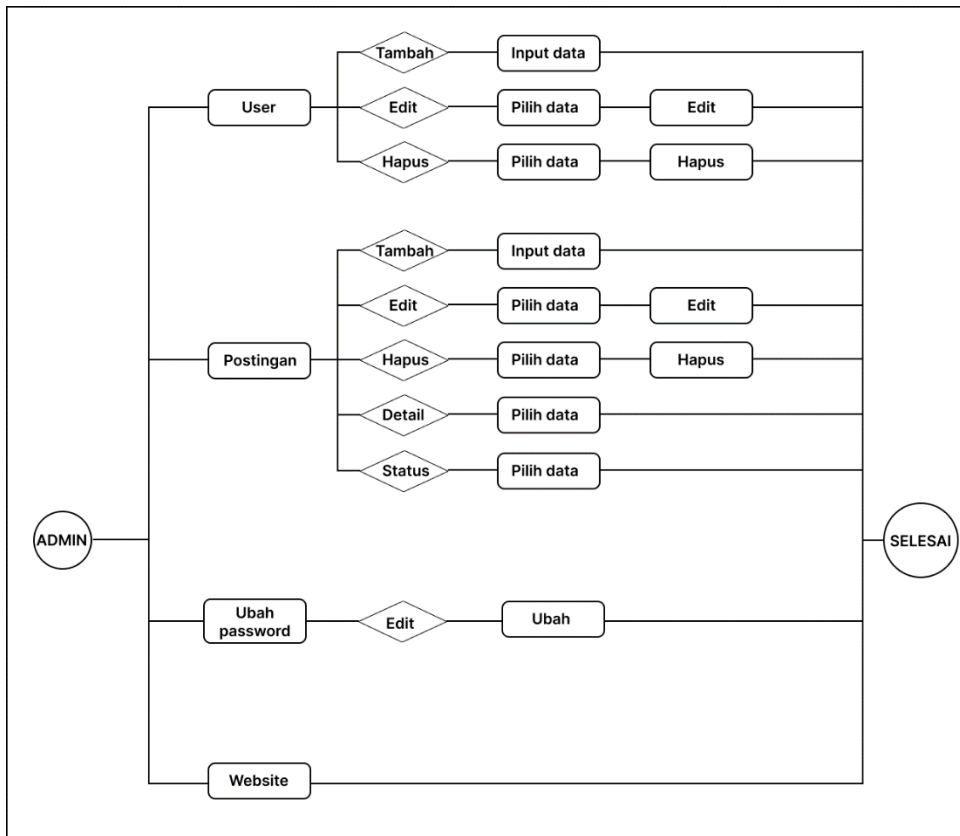 Tambah
Input data
User
Edit
Pilih data
Edit
Hapus
Pilih data
Hapus
Tambah
Input data
Edit
Pilih data
Edit
Postingan
Hapus
Pilih data
Hapus
Detail
Pilih data
Status
Pilih data
ADMIN
SELESAI
Ubah
password
Edit
Ubah
Website